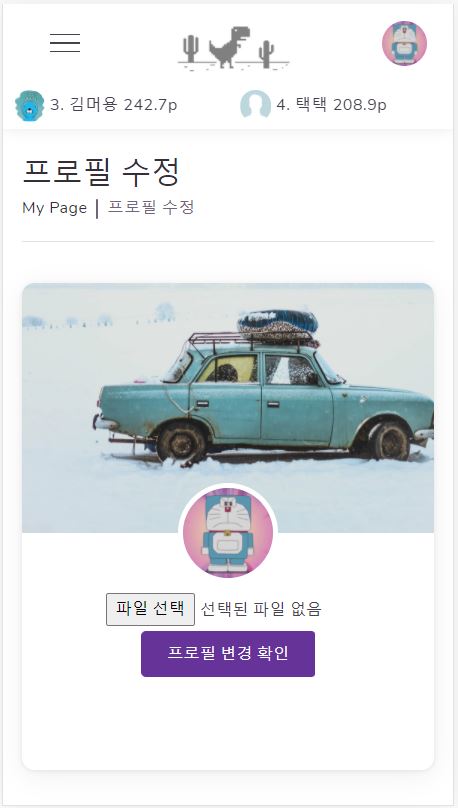 3. 김머용 242.7p 4. 택택 208.9p
프로필 수정
My Page | 프로필 수정
파일 선택 선택된 파일 없음
프로필 변경 확인